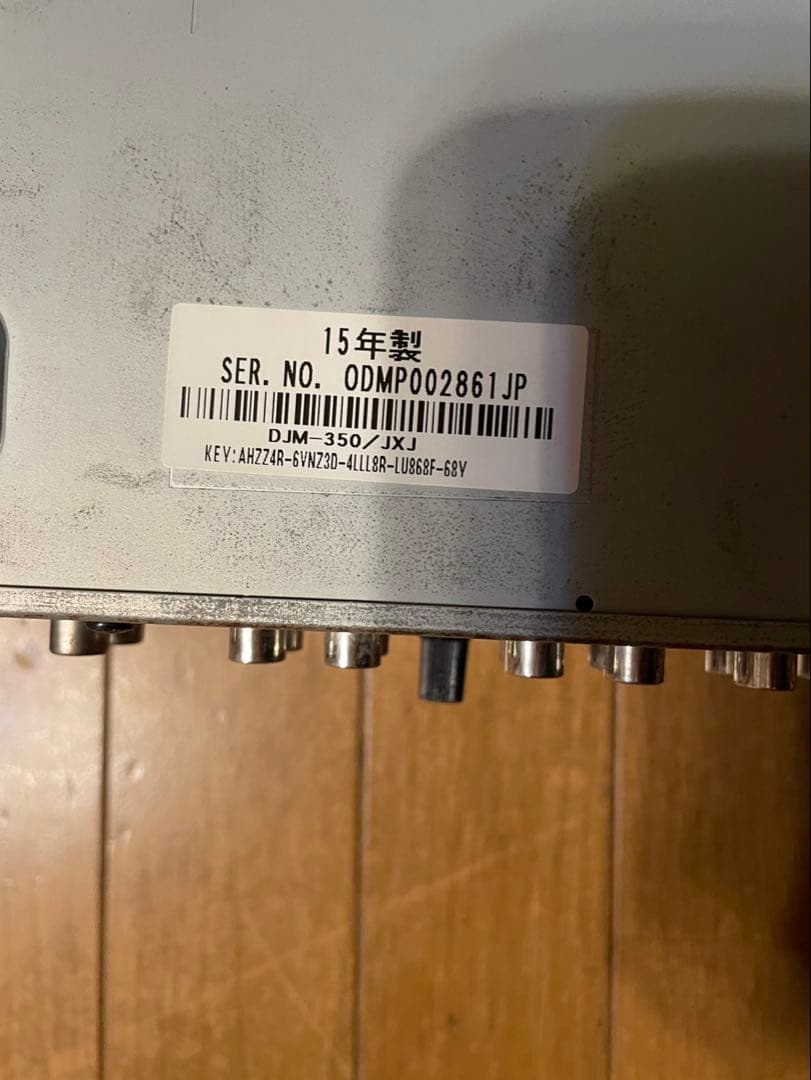 15年製
SER. NO. ODMP002861JP
DJM-350/JXJ
KEY:AHZZ4R-6VNZ3D-4LLL8R-LU868F-68Y